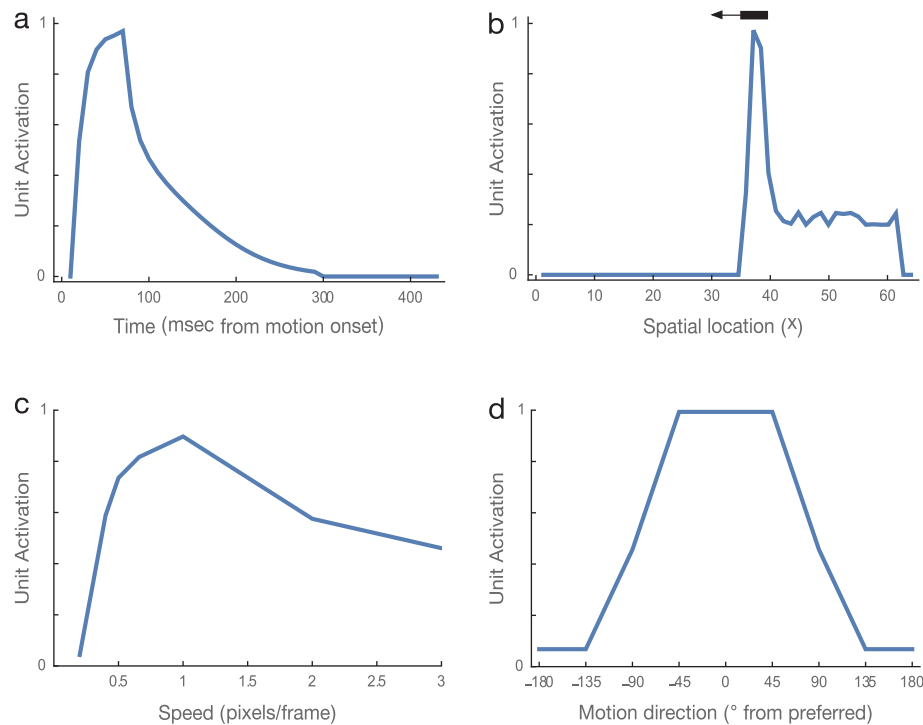 a
1
Unit Activation
0
0 100 200 300 400
Time (msec from motion onset)
b
1
Unit Activation
0
0 10 20 30 40 50 60
Spatial location (x)
c
1
Unit Activation
0
0.5 1 1.5 2 2.5 3
Speed (pixels/frame)
d
1
Unit Activation
0
−180 −135 −90 −45 0 45 90 135 180
Motion direction (° from preferred)